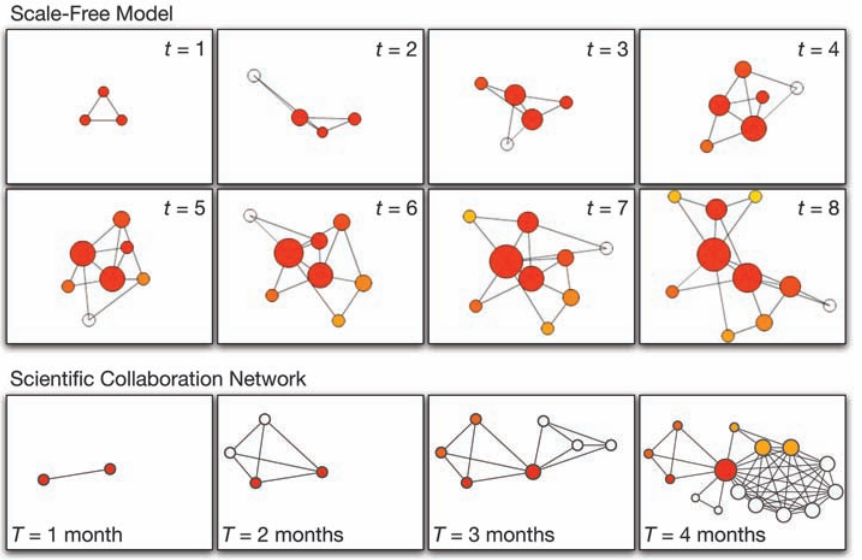 Scale-Free Model
t = 1
t = 2
t = 3
t = 4
t = 5
t = 6
t = 7
t = 8
Scientific Collaboration Network
T = 1 month
T = 2 months
T = 3 months
T = 4 months